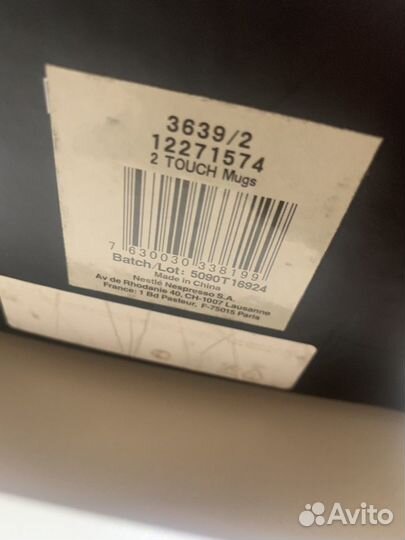 3639/2
12271574
2 TOUCH Mugs
7 630030 338199
Batch/Lot: 5090T16924
Made in China
Nestlé Nespresso S.A.
Av de Rhodanie 40, CH-1007 Lausanne
France: 1 Bd Pasteur, F-75015 Paris
Avito